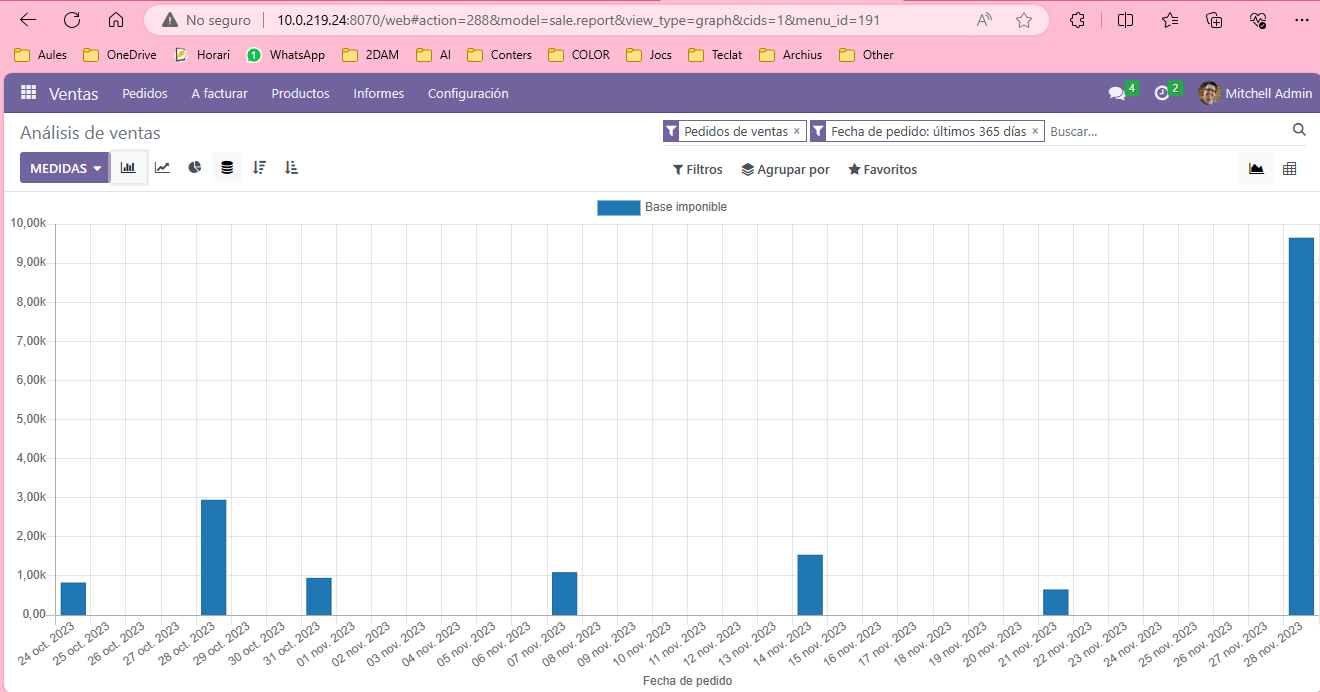 No seguro 10.0.219.24:8070/web#action=288&model=sale.report&view_type=graph&cids=1&menu_id=191
Aules OneDrive Horari 1 WhatsApp 2DAM AI Conters COLOR Jocs Teclat Archius Other
Ventas Pedidos A facturar Productos Informes Configuración 4 2 Mitchell Admin
Análisis de ventas Pedidos de ventas × Fecha de pedido: últimos 365 días × Buscar...
MEDIDAS Filtros Agrupar por Favoritos
Base imponible
10,00k
9,00k
8,00k
7,00k
6,00k
5,00k
4,00k
3,00k
2,00k
1,00k
0,00
24 oct. 2023 25 oct. 2023 26 oct. 2023 27 oct. 2023 28 oct. 2023 29 oct. 2023 30 oct. 2023 31 oct. 2023 01 nov. 2023 02 nov. 2023 03 nov. 2023 04 nov. 2023 05 nov. 2023 06 nov. 2023 07 nov. 2023 08 nov. 2023 09 nov. 2023 10 nov. 2023 11 nov. 2023 12 nov. 2023 13 nov. 2023 14 nov. 2023 15 nov. 2023 16 nov. 2023 17 nov. 2023 18 nov. 2023 19 nov. 2023 20 nov. 2023 21 nov. 2023 22 nov. 2023 23 nov. 2023 24 nov. 2023 25 nov. 2023 26 nov. 2023 27 nov. 2023 28 nov. 2023
Fecha de pedido